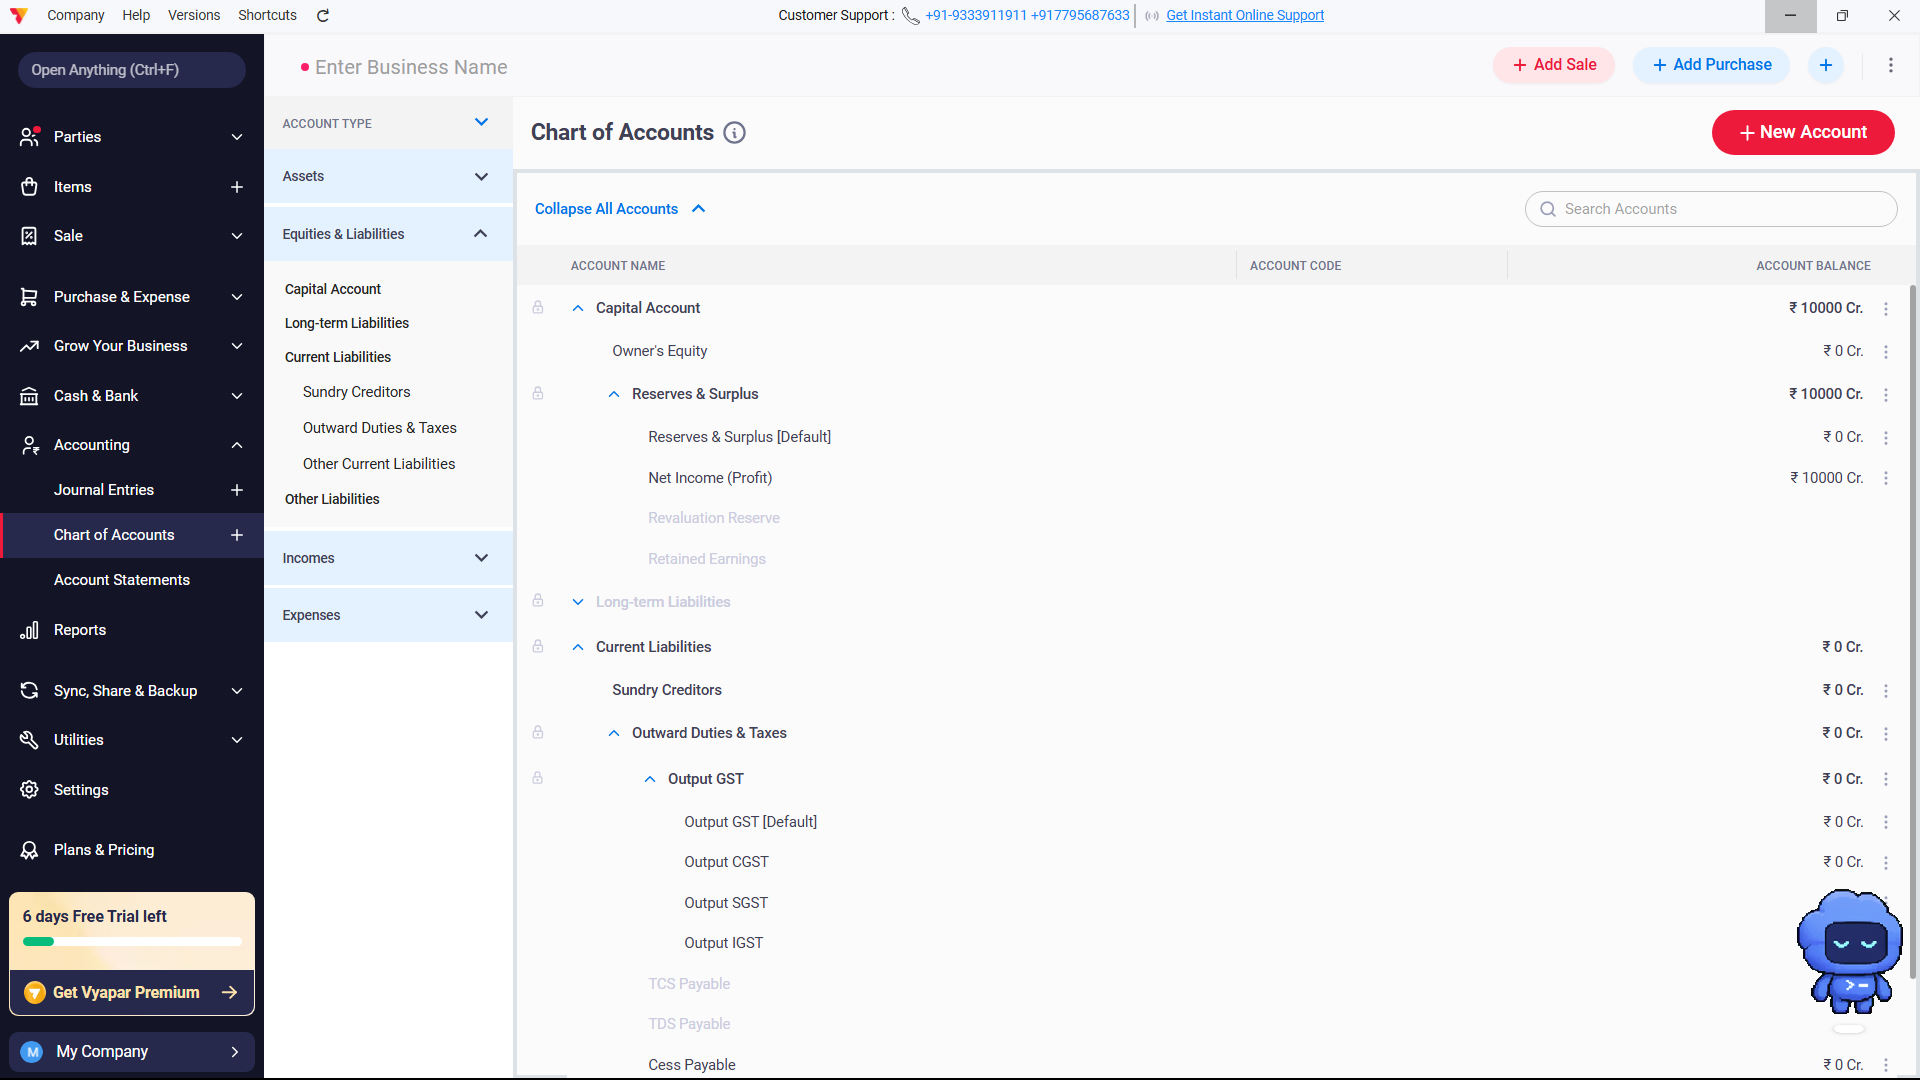 Company Help Versions Shortcuts
Customer Support : +91-9333911911 +917795687633 Get Instant Online Support
Open Anything (Ctrl+F)
Enter Business Name
+ Add Sale
+ Add Purchase
Parties
Items
Sale
Purchase & Expense
Grow Your Business
Cash & Bank
Accounting
Journal Entries
Chart of Accounts
Account Statements
Reports
Sync, Share & Backup
Utilities
Settings
Plans & Pricing
6 days Free Trial left
Get Vyapar Premium
M My Company
ACCOUNT TYPE
Assets
Equities & Liabilities
Capital Account
Long-term Liabilities
Current Liabilities
Sundry Creditors
Outward Duties & Taxes
Other Current Liabilities
Other Liabilities
Incomes
Expenses
Chart of Accounts
+ New Account
Collapse All Accounts
Search Accounts
ACCOUNT NAME ACCOUNT CODE ACCOUNT BALANCE
Capital Account ₹ 10000 Cr.
Owner's Equity ₹ 0 Cr.
Reserves & Surplus ₹ 10000 Cr.
Reserves & Surplus [Default] ₹ 0 Cr.
Net Income (Profit) ₹ 10000 Cr.
Revaluation Reserve
Retained Earnings
Long-term Liabilities
Current Liabilities ₹ 0 Cr.
Sundry Creditors ₹ 0 Cr.
Outward Duties & Taxes ₹ 0 Cr.
Output GST ₹ 0 Cr.
Output GST [Default] ₹ 0 Cr.
Output CGST ₹ 0 Cr.
Output SGST
Output IGST
TCS Payable
TDS Payable
Cess Payable ₹ 0 Cr.